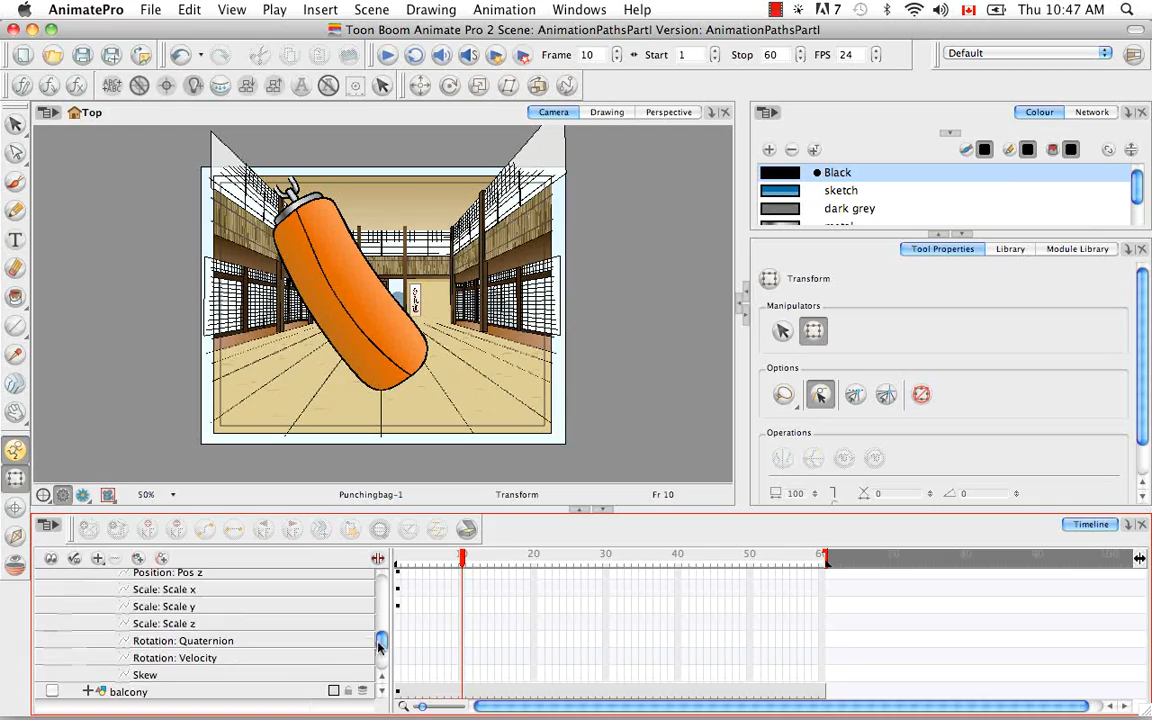 AnimatePro File Edit View Play Insert Scene Drawing Animation Windows Help 7 Thu 10:47 AM
Toon Boom Animate Pro 2 Scene: AnimationPathsPartI Version: AnimationPathsPartI
Frame 10 Start 1 Stop 60 FPS 24 Default
Top Camera Drawing Perspective Colour Network
Black
sketch
dark grey
Tool Properties Library Module Library
Transform
Manipulators
Options
Operations
100 0 0
50% Punchingbag-1 Transform Fr 10
Timeline
20 30 40 50
Position: Pos z
Scale: Scale x
Scale: Scale y
Scale: Scale z
Rotation: Quaternion
Rotation: Velocity
Skew
balcony